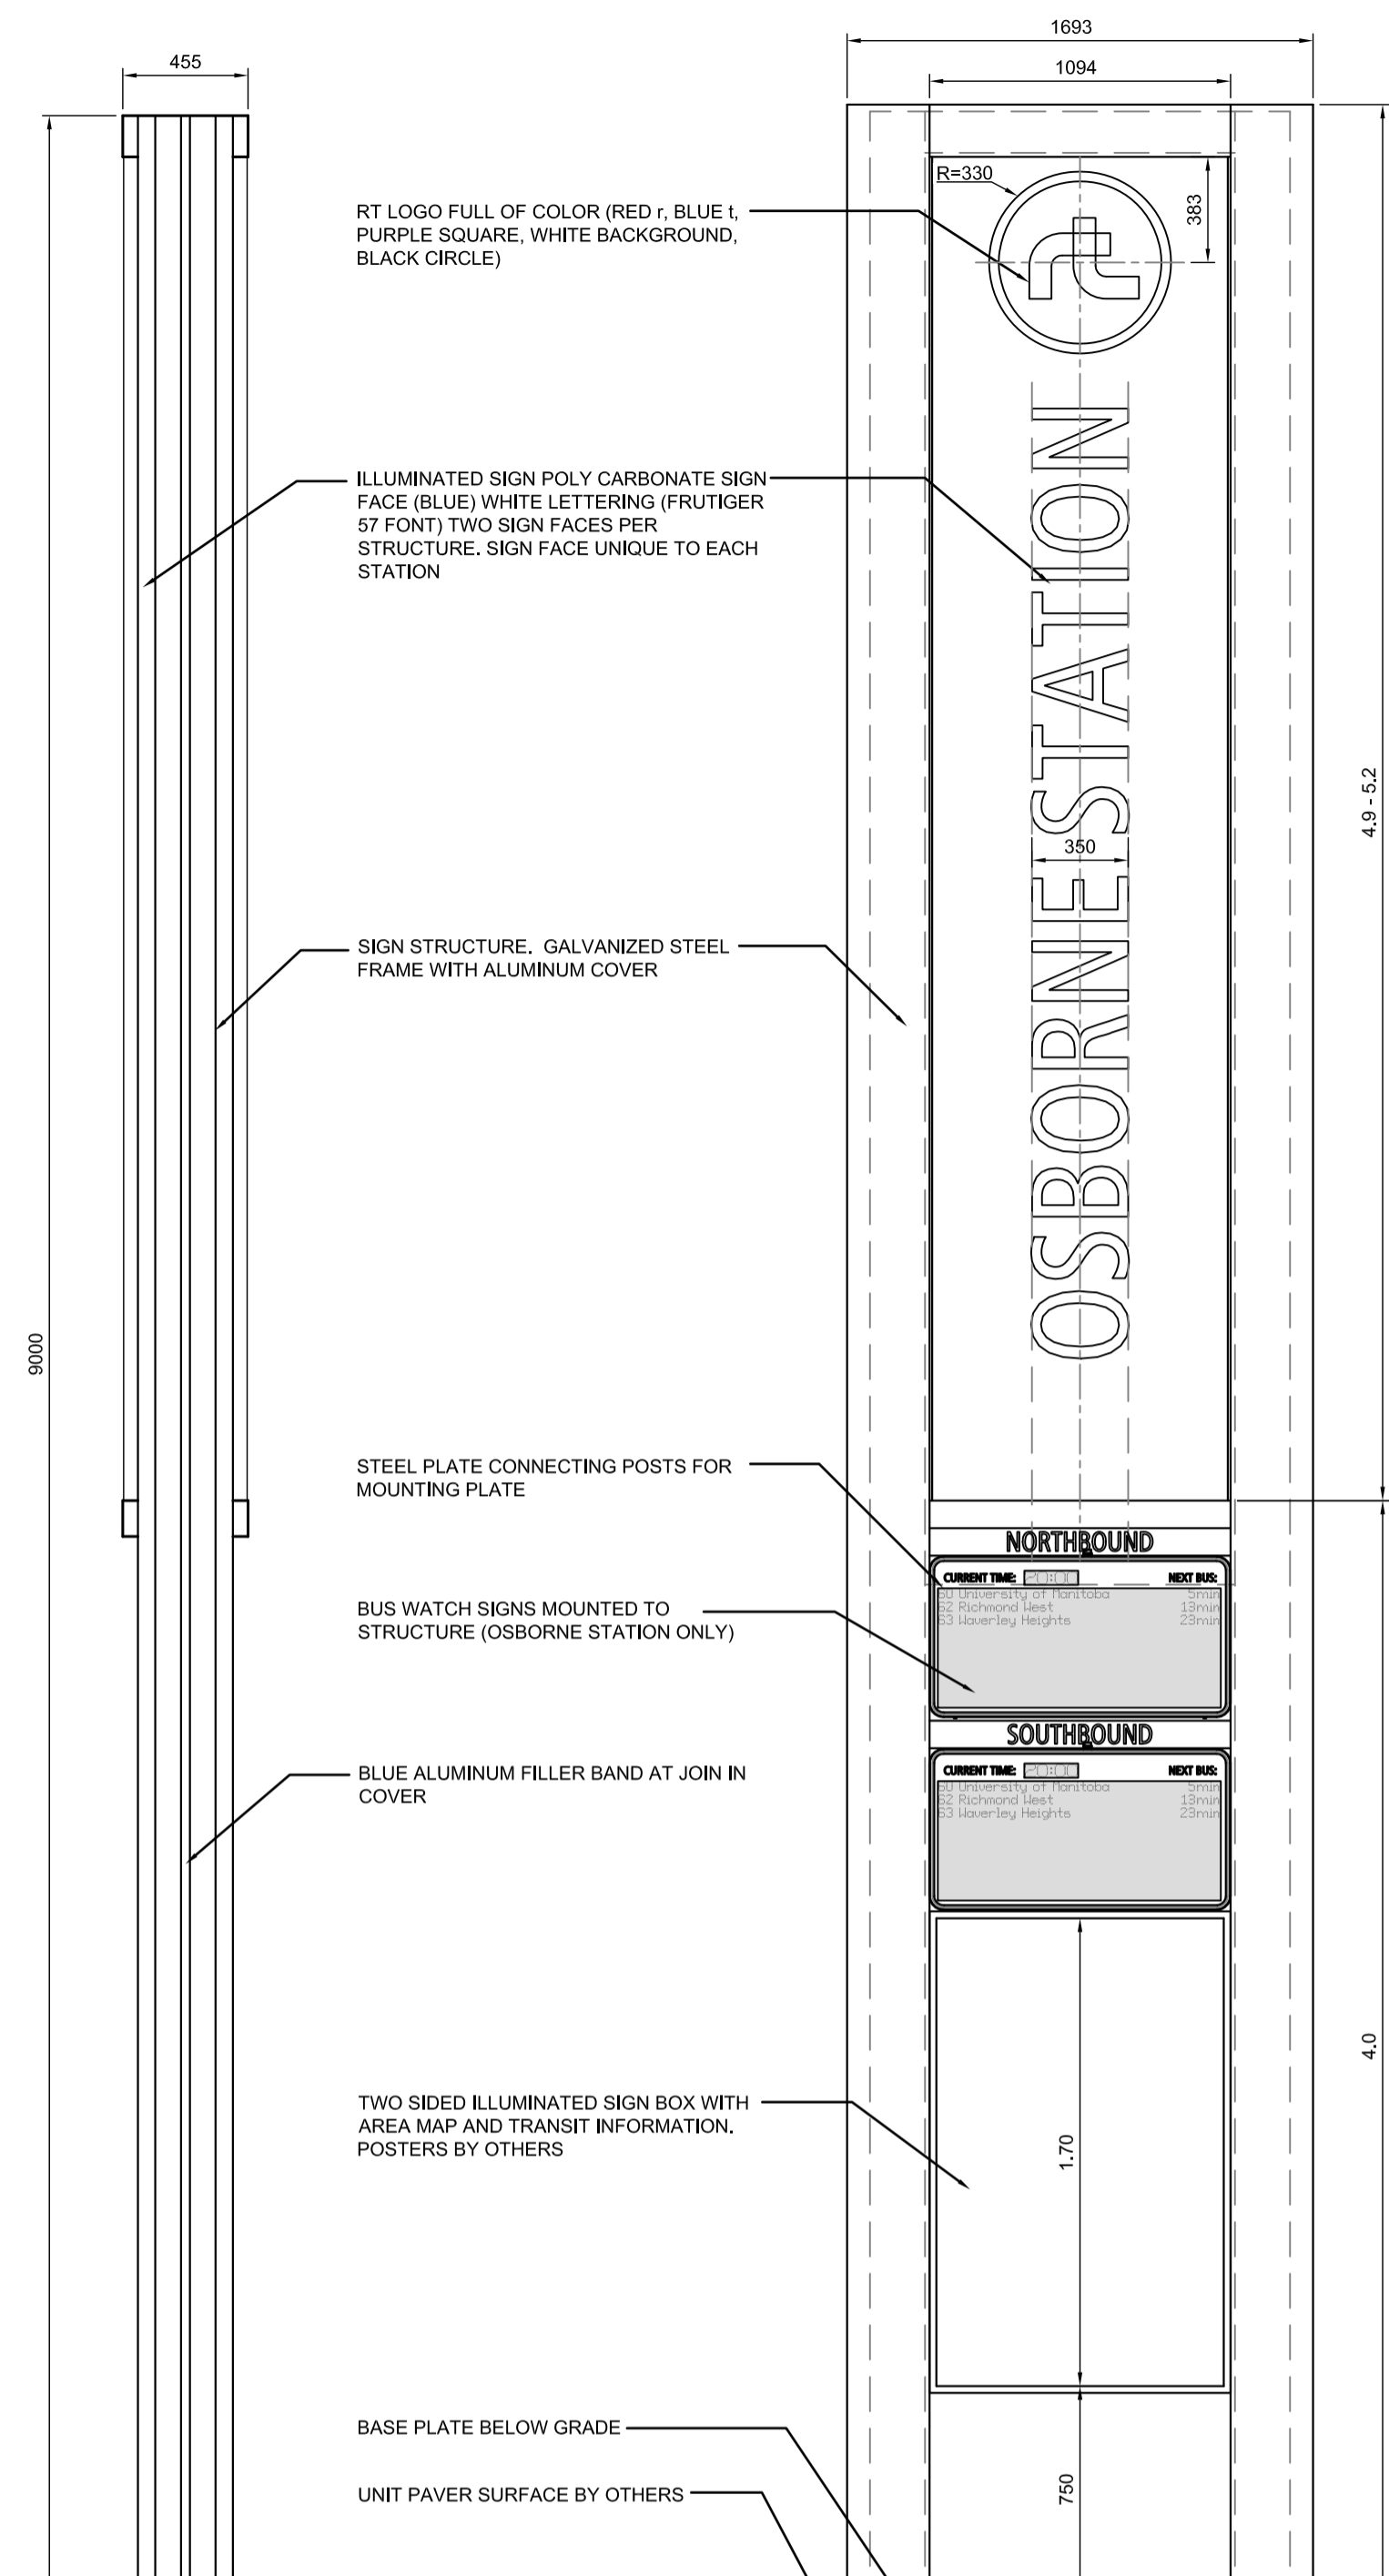 1693
455
1094
R=330
383
RT LOGO FULL OF COLOR (RED r, BLUE t,
PURPLE SQUARE, WHITE BACKGROUND,
BLACK CIRCLE)
ILLUMINATED SIGN POLY CARBONATE SIGN
FACE (BLUE) WHITE LETTERING (FRUTIGER
57 FONT) TWO SIGN FACES PER
STRUCTURE. SIGN FACE UNIQUE TO EACH
STATION
OSBORNE STATION
4.9 - 5.2
350
SIGN STRUCTURE. GALVANIZED STEEL
FRAME WITH ALUMINUM COVER
9000
STEEL PLATE CONNECTING POSTS FOR
MOUNTING PLATE
NORTHBOUND
CURRENT TIME: 20:00 NEXT BUS:
60 University of Manitoba 5min
62 Richmond West 13min
63 Waverley Heights 23min
BUS WATCH SIGNS MOUNTED TO
STRUCTURE (OSBORNE STATION ONLY)
SOUTHBOUND
CURRENT TIME: 20:00 NEXT BUS:
60 University of Manitoba 5min
62 Richmond West 13min
63 Waverley Heights 23min
BLUE ALUMINUM FILLER BAND AT JOIN IN
COVER
4.0
TWO SIDED ILLUMINATED SIGN BOX WITH
AREA MAP AND TRANSIT INFORMATION.
POSTERS BY OTHERS
1.70
BASE PLATE BELOW GRADE
UNIT PAVER SURFACE BY OTHERS
750